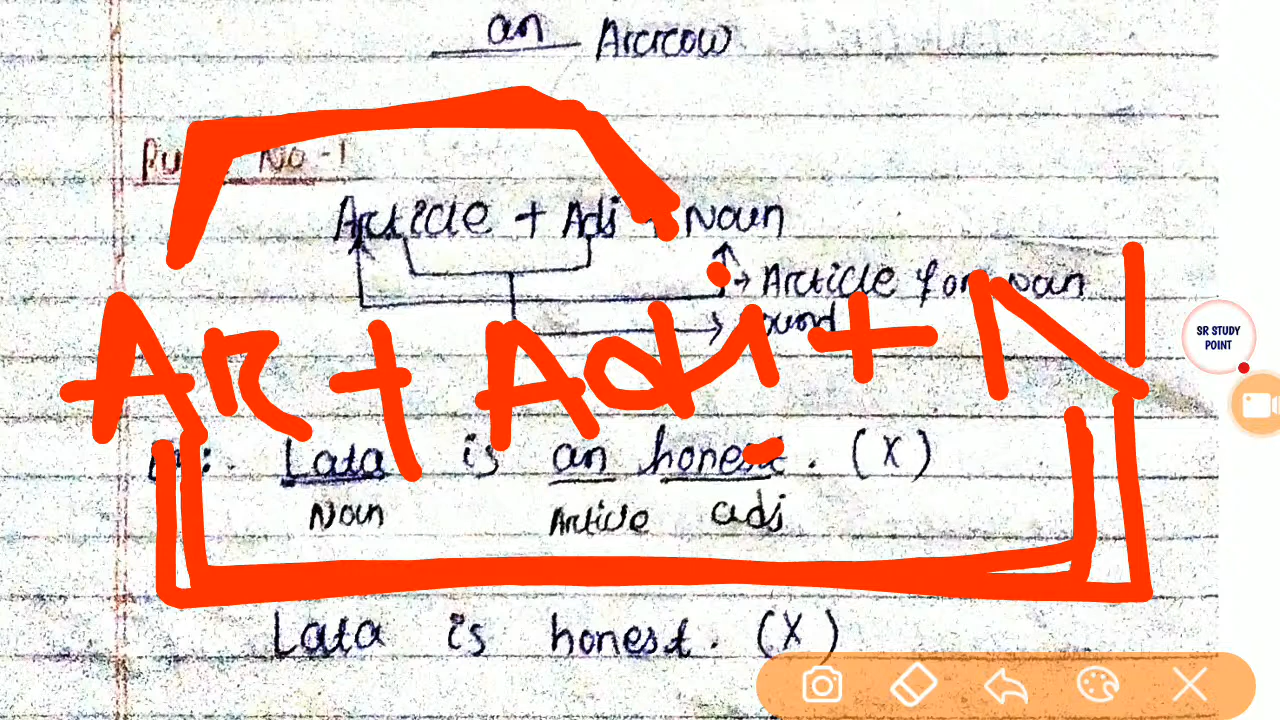 an Arrow
No -1
Article + Adj + Noun
→ Article for Noun
sound
Ar + Adj + N
Lata is an honest. (X)
Noun Article adj
Lata is honest. (X)
SR STUDY
POINT